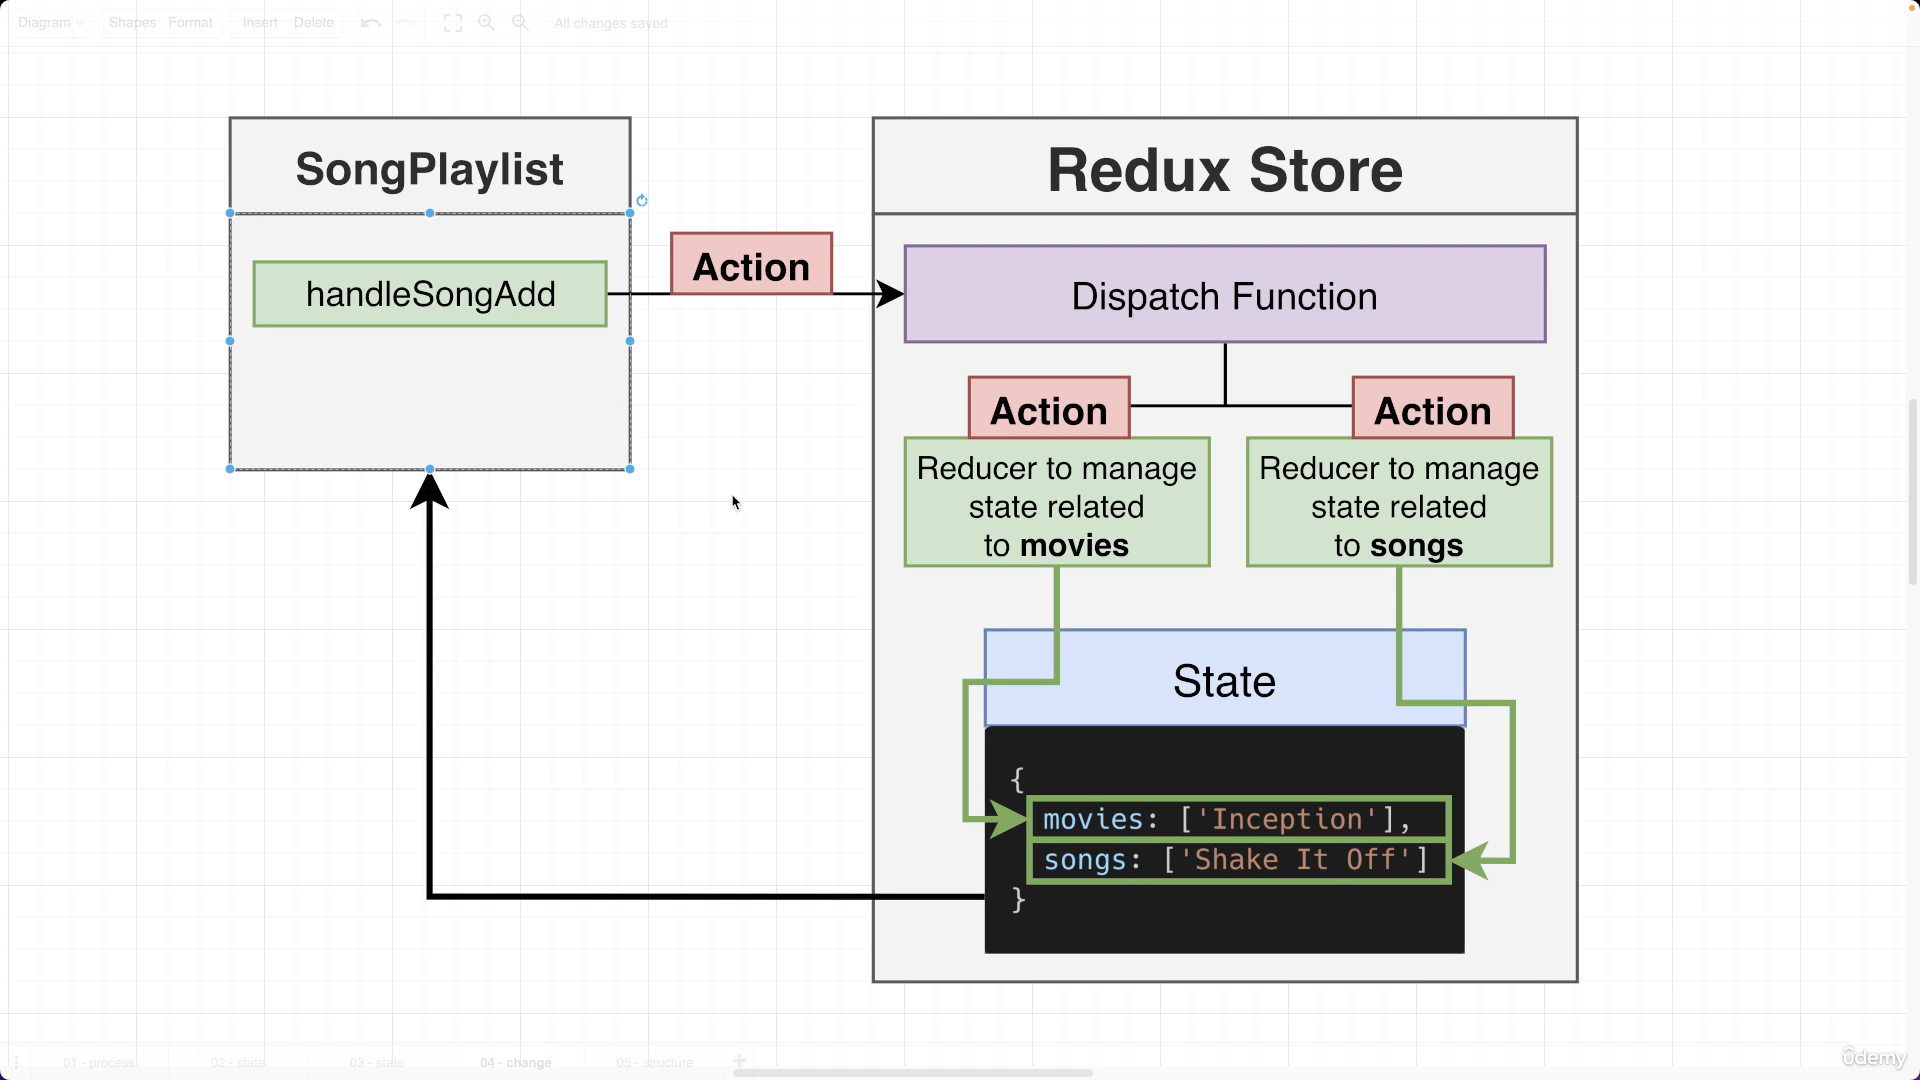 Diagram Shapes Format Insert Delete All changes saved
SongPlaylist
handleSongAdd
Action
Redux Store
Dispatch Function
Action
Action
Reducer to manage
state related
to movies
Reducer to manage
state related
to songs
State
{
movies: ['Inception'],
songs: ['Shake It Off']
}
01 - process 02 - state 03 - state 04 - change 05 - structure
ûdemy